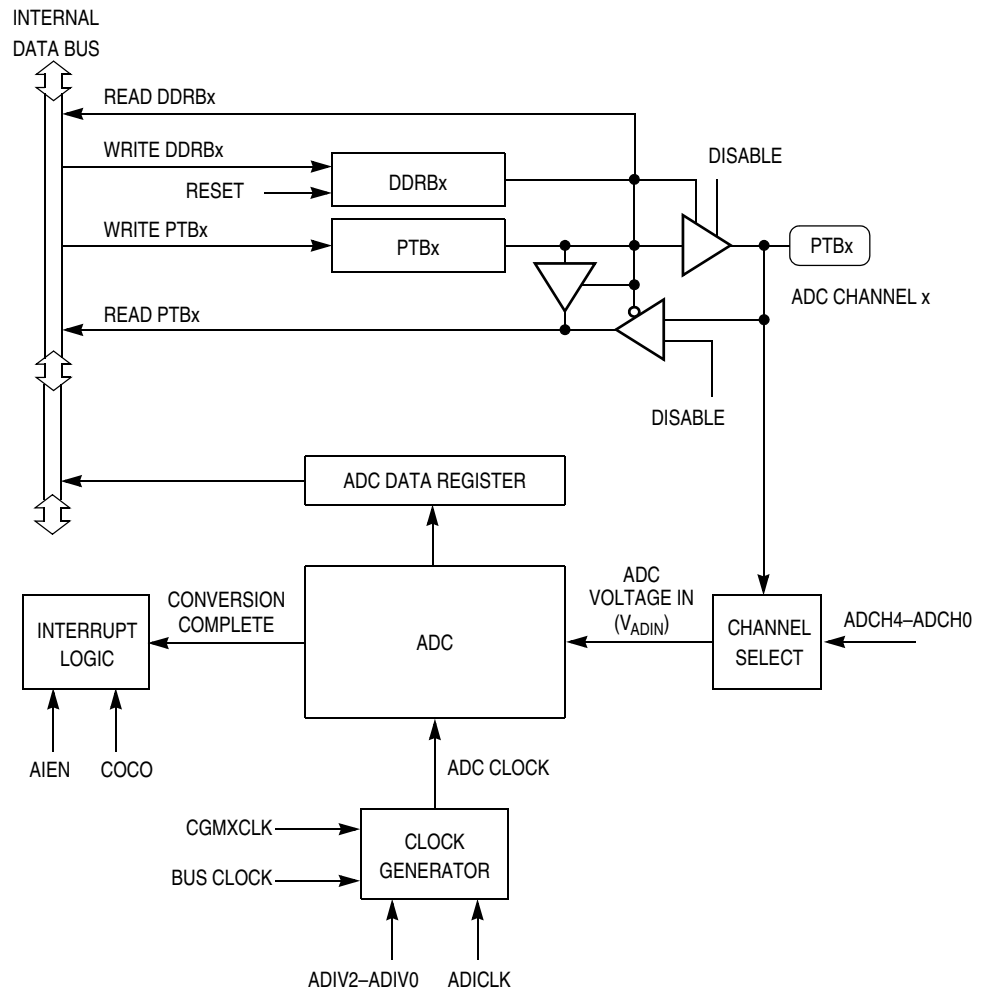 INTERNAL
DATA BUS
READ DDRBx
WRITE DDRBx
RESET
DDRBx
DISABLE
WRITE PTBx
PTBx
PTBx
ADC CHANNEL x
READ PTBx
DISABLE
ADC DATA REGISTER
INTERRUPT
LOGIC
CONVERSION
COMPLETE
ADC
ADC
VOLTAGE IN
(VADIN)
CHANNEL
SELECT
ADCH4–ADCH0
AIEN
COCO
ADC CLOCK
CGMXCLK
BUS CLOCK
CLOCK
GENERATOR
ADIV2–ADIV0
ADICLK